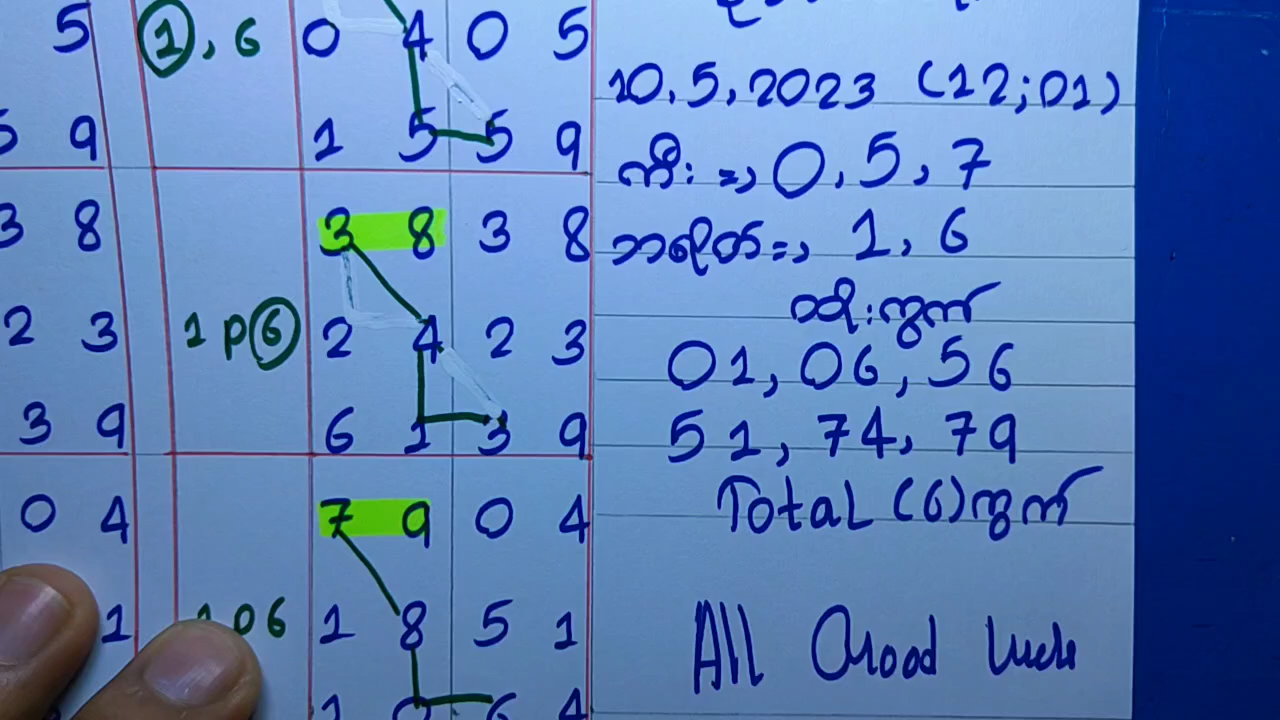 5 ①, 6 0 4 0 5
5 9 1 5 5 9
3 8 3 8 3 8
2 3 1 P ⑥ 2 4 2 3
3 9 6 1 3 9
0 4 7 9 0 4
1 106 1 8 5 1
10.5.2023 (12;01)
ကီး =, 0, 5, 7
ဘရိတ် =, 1, 6
ထိုးကွက်
01, 06, 56
51, 74, 79
Total (6) ကွက်
All Good Luck